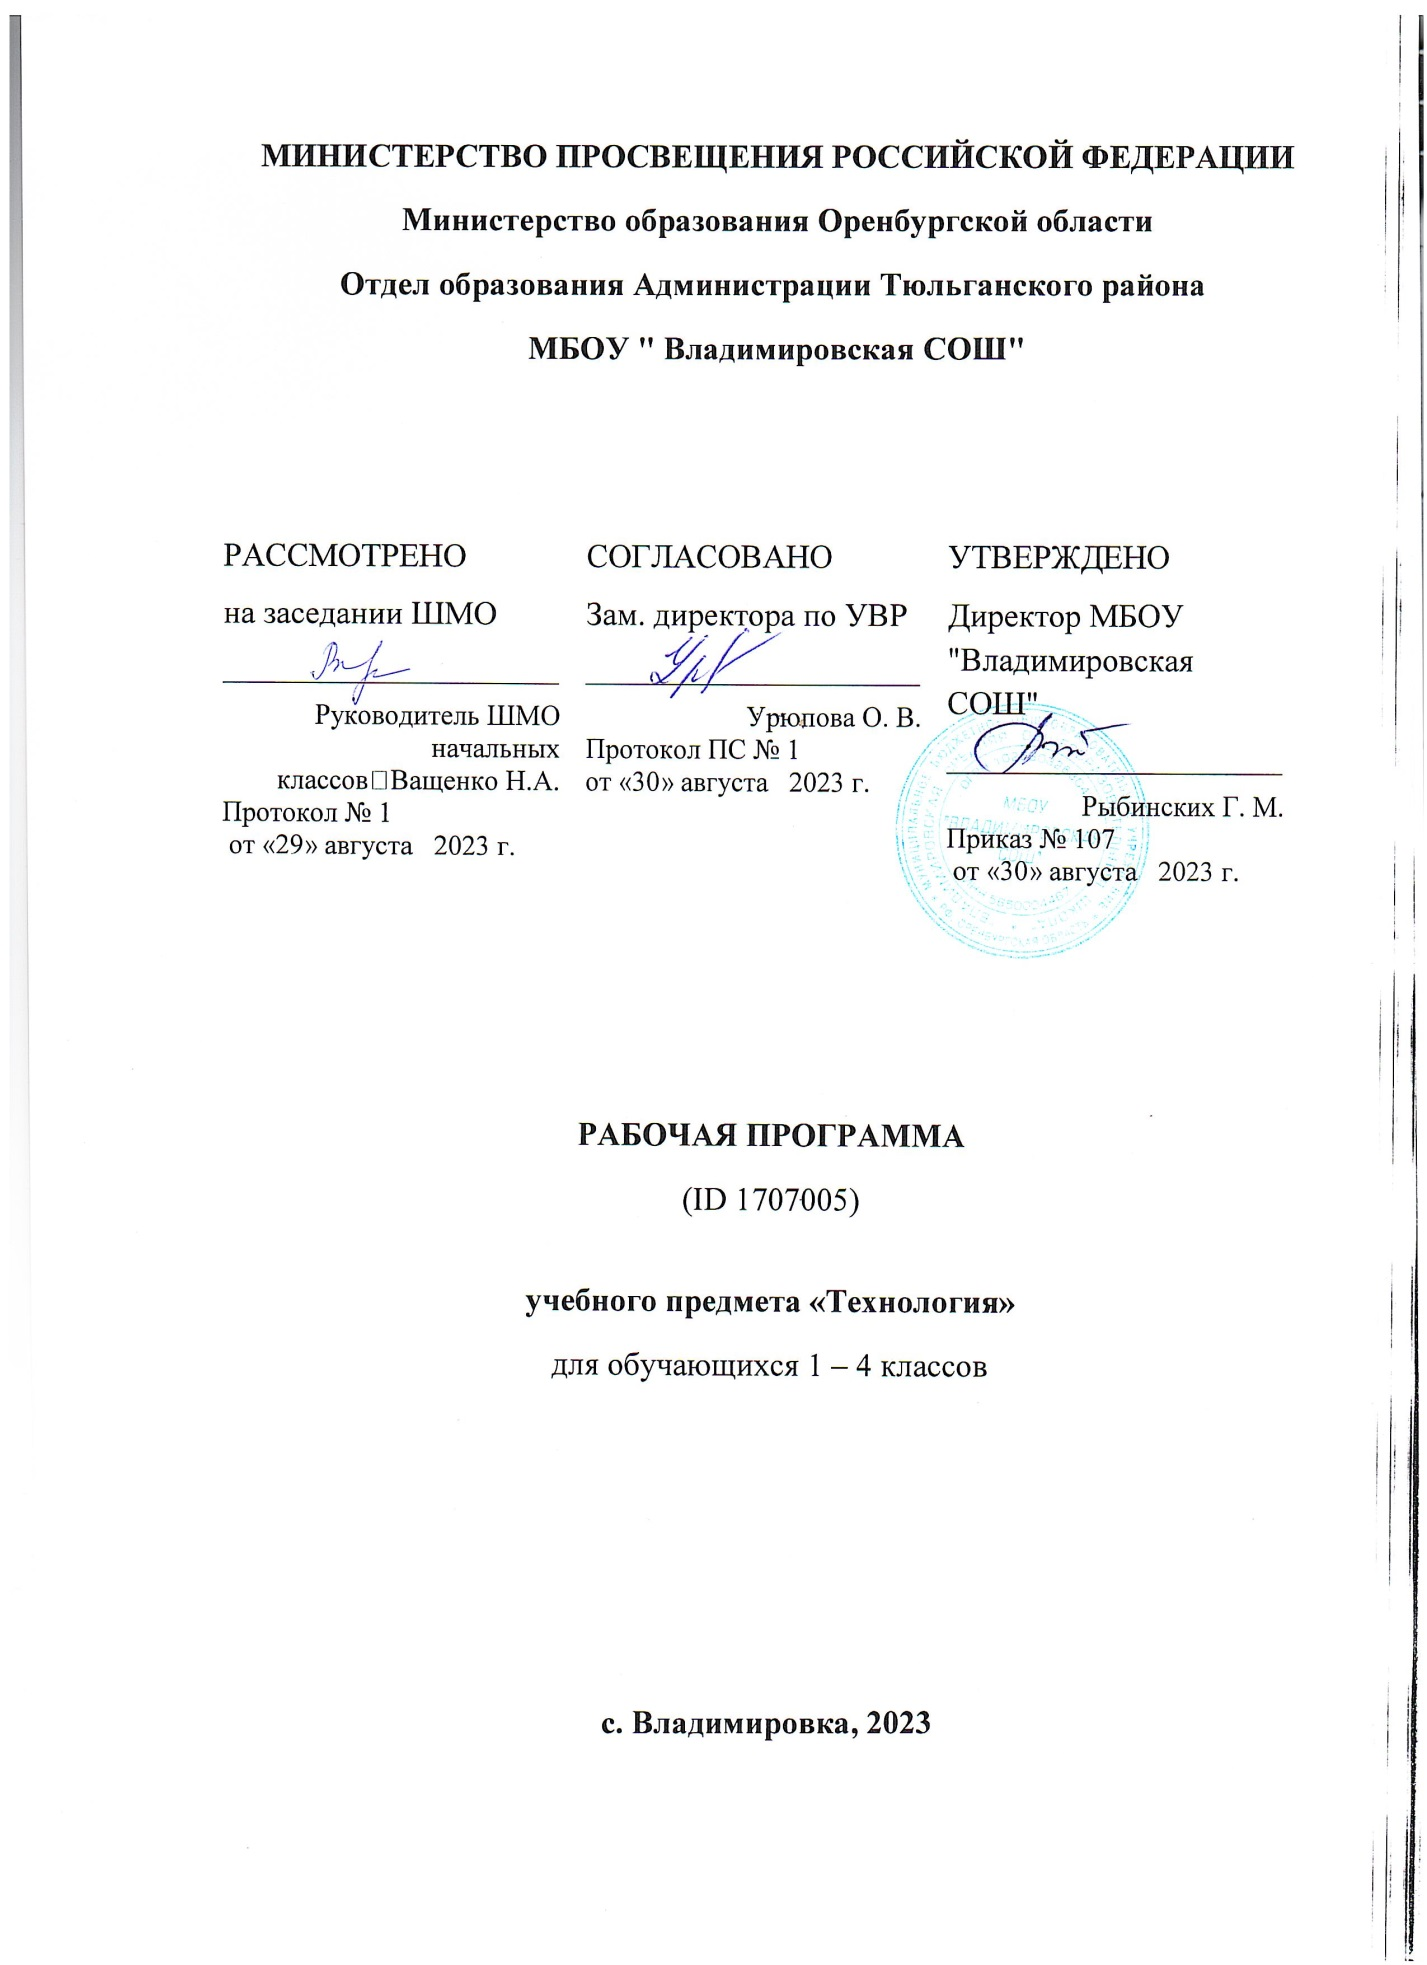 МИНИСТЕРСТВО ПРОСВЕЩЕНИЯ РОССИЙСКОЙ ФЕДЕРАЦИИ
Министерство образования Оренбургской области
Отдел образования Администрации Тюльганского района
МБОУ " Владимировская СОШ"
РАССМОТРЕНО
на заседании ШМО
Руководитель ШМО
начальных
классов□Ващенко Н.А.
Протокол № 1
от «29» августа 2023 г.
СОГЛАСОВАНО
Зам. директора по УВР
Урюпова О. В.
Протокол ПС № 1
от «30» августа 2023 г.
УТВЕРЖДЕНО
Директор МБОУ
"Владимировская
СОШ"
Рыбинских Г. М.
Приказ № 107
от «30» августа 2023 г.
МБОУ
РАБОЧАЯ ПРОГРАММА
(ID 1707005)
учебного предмета «Технология»
для обучающихся 1 – 4 классов
с. Владимировка, 2023